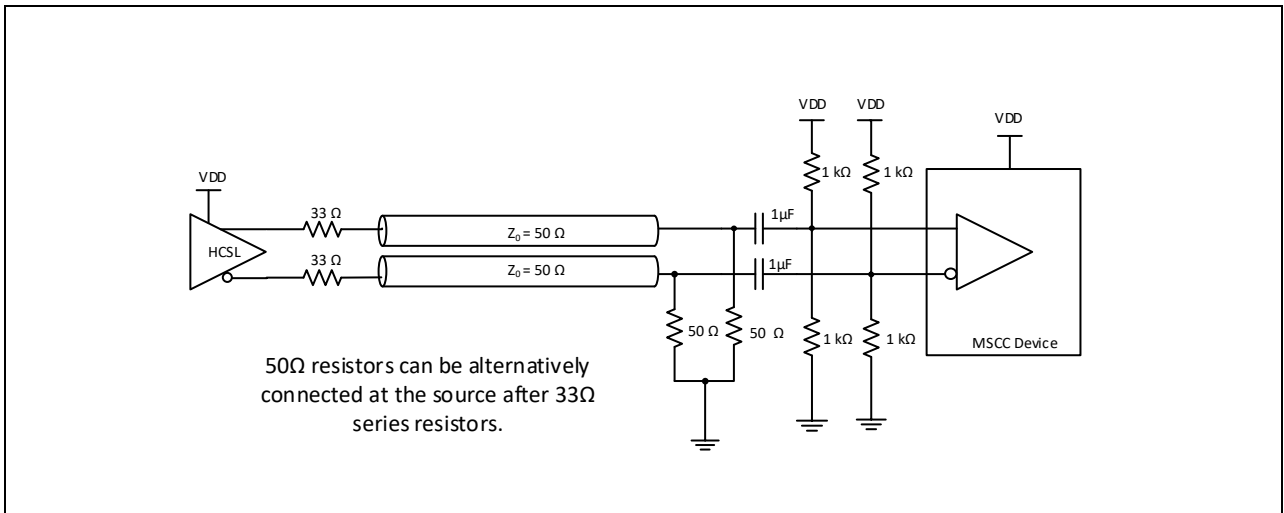 VDD
VDD
VDD
VDD
1 kΩ
1 kΩ
33 Ω
1µF
HCSL
Z₀ = 50 Ω
33 Ω
1µF
Z₀ = 50 Ω
50 Ω
50 Ω
1 kΩ
1 kΩ
MSCC Device
50Ω resistors can be alternatively
connected at the source after 33Ω
series resistors.